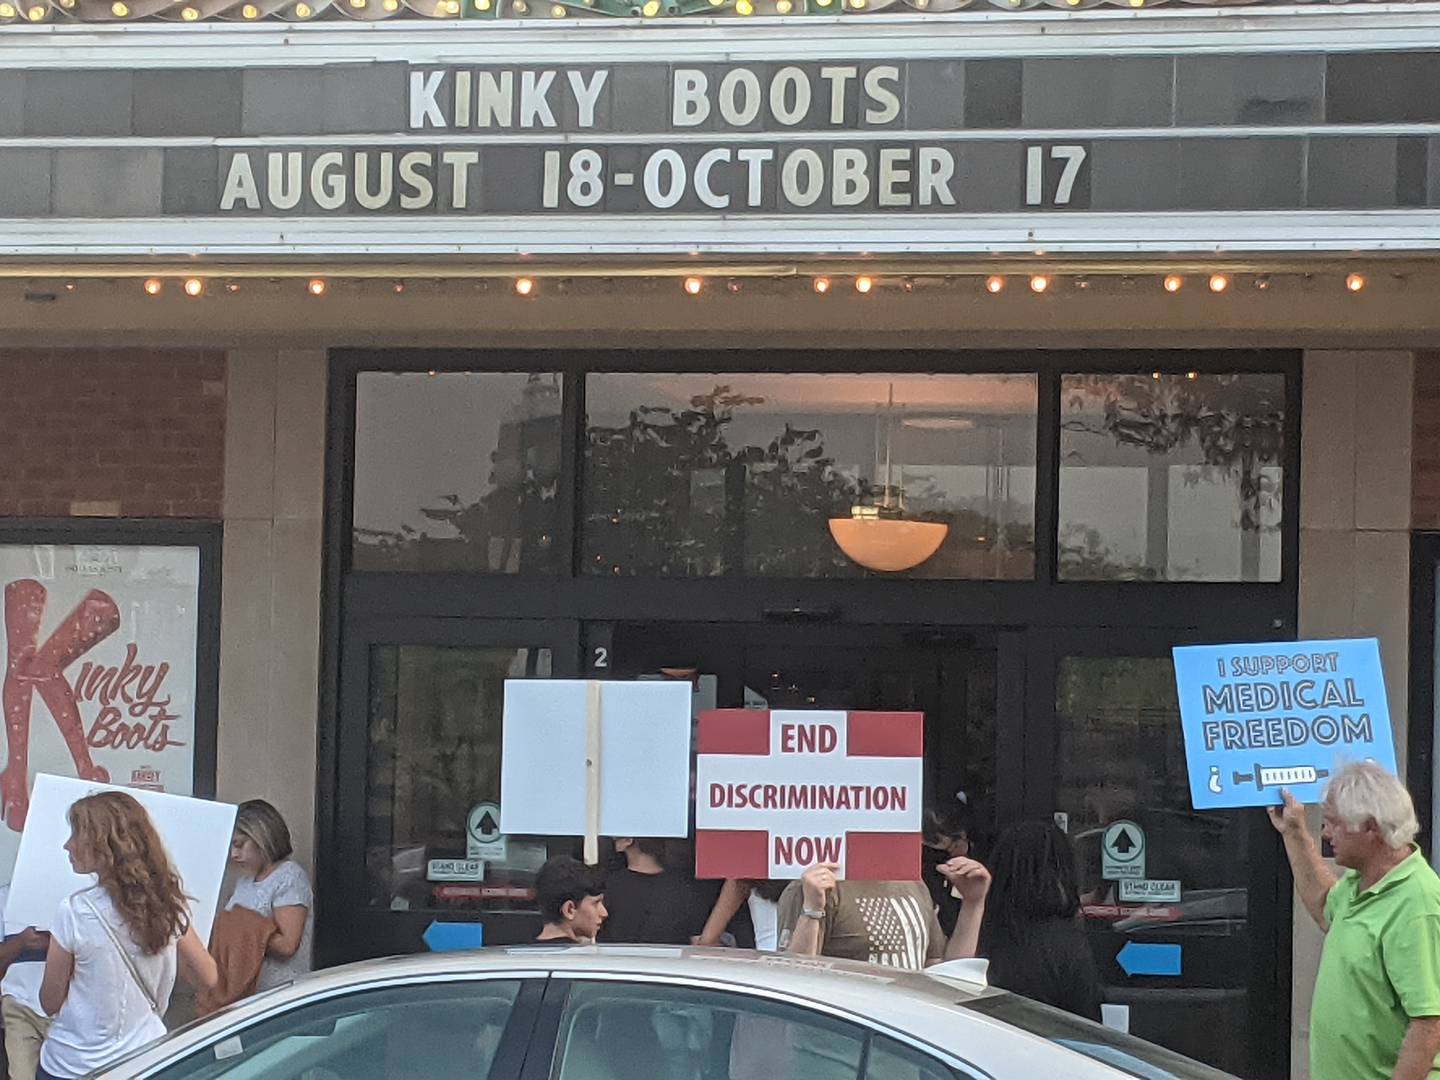 KINKY BOOTS
AUGUST 18-OCTOBER 17
Kinky
Boots
2
END
DISCRIMINATION
NOW
I SUPPORT
MEDICAL
FREEDOM
STAND CLEAR
STAND CLEAR